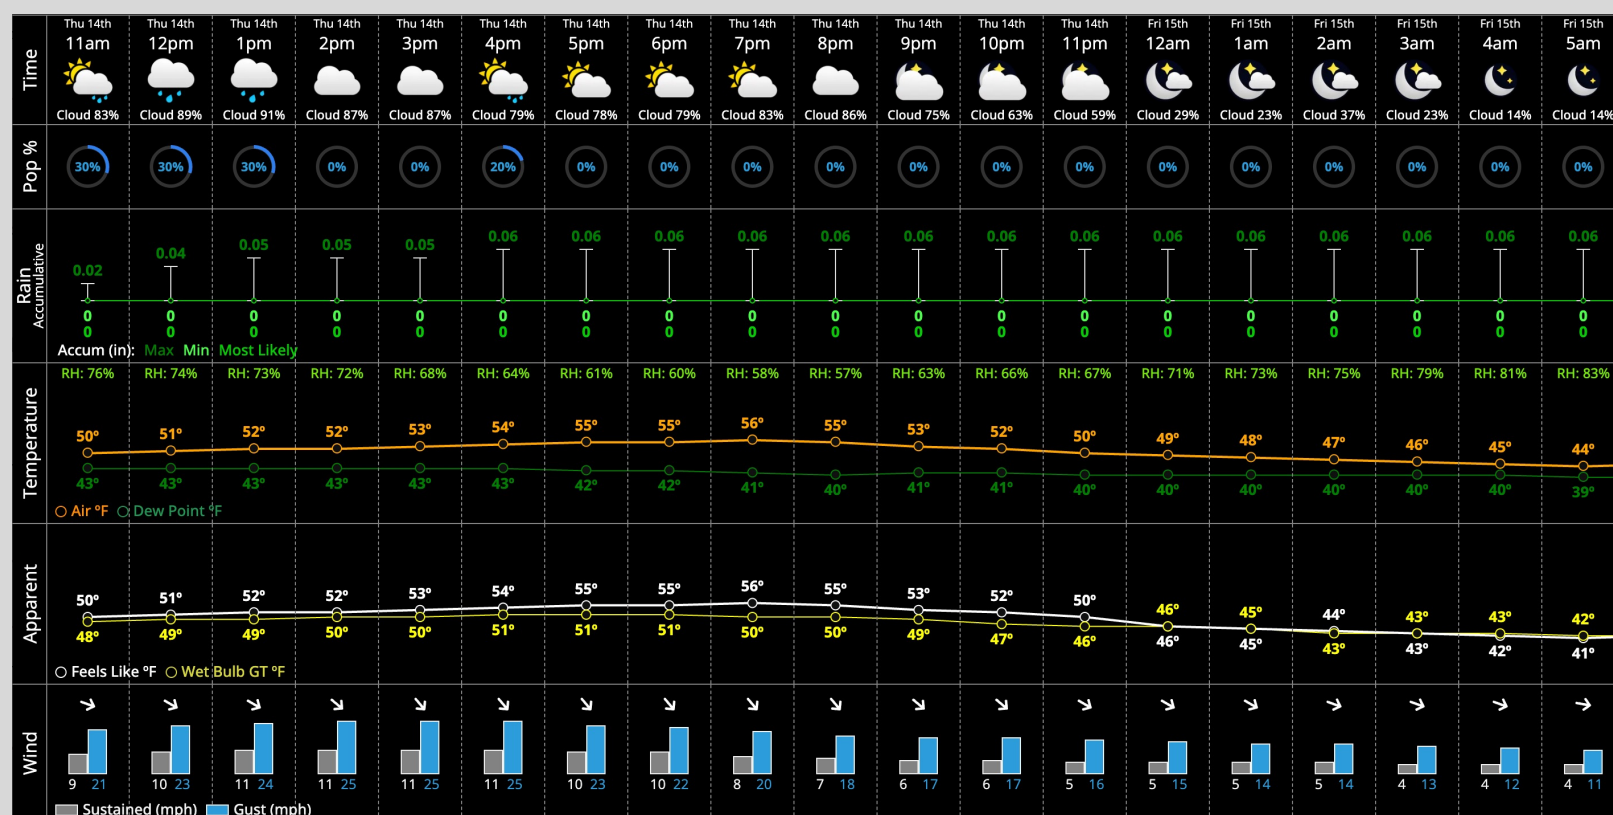 Thu 14th Thu 14th Thu 14th Thu 14th Thu 14th Thu 14th Thu 14th Thu 14th Thu 14th Thu 14th Thu 14th Thu 14th Thu 14th Fri 15th Fri 15th Fri 15th Fri 15th Fri 15th Fri 15th
11am 12pm 1pm 2pm 3pm 4pm 5pm 6pm 7pm 8pm 9pm 10pm 11pm 12am 1am 2am 3am 4am 5am
Time
Cloud 83% Cloud 89% Cloud 91% Cloud 87% Cloud 87% Cloud 79% Cloud 78% Cloud 79% Cloud 83% Cloud 86% Cloud 75% Cloud 63% Cloud 59% Cloud 29% Cloud 23% Cloud 37% Cloud 23% Cloud 14% Cloud 14%
Pop %
30% 30% 30% 0% 0% 20% 0% 0% 0% 0% 0% 0% 0% 0% 0% 0% 0% 0% 0%
Rain
Accumulative
0.02 0.04 0.05 0.05 0.05 0.06 0.06 0.06 0.06 0.06 0.06 0.06 0.06 0.06 0.06 0.06 0.06 0.06 0.06
0 0 0 0 0 0 0 0 0 0 0 0 0 0 0 0 0 0 0
0 0 0 0 0 0 0 0 0 0 0 0 0 0 0 0 0 0 0
Accum (in): Max Min Most Likely
Temperature
RH: 76% RH: 74% RH: 73% RH: 72% RH: 68% RH: 64% RH: 61% RH: 60% RH: 58% RH: 57% RH: 63% RH: 66% RH: 67% RH: 71% RH: 73% RH: 75% RH: 79% RH: 81% RH: 83%
50° 51° 52° 52° 53° 54° 55° 55° 56° 55° 53° 52° 50° 49° 48° 47° 46° 45° 44°
43° 43° 43° 43° 43° 43° 42° 42° 41° 40° 41° 41° 40° 40° 40° 40° 40° 40° 39°
Air °F Dew Point °F
Apparent
50° 51° 52° 52° 53° 54° 55° 55° 56° 55° 53° 52° 50° 46° 45° 44° 43° 43° 42°
48° 49° 49° 50° 50° 51° 51° 51° 50° 50° 49° 47° 46° 46° 45° 43° 43° 42° 41°
Feels Like °F Wet Bulb GT °F
Wind
9 21 10 23 11 24 11 25 11 25 11 25 10 23 10 22 8 20 7 18 6 17 6 17 5 16 5 15 5 14 5 14 4 13 4 12 4 11
Sustained (mph) Gust (mph)